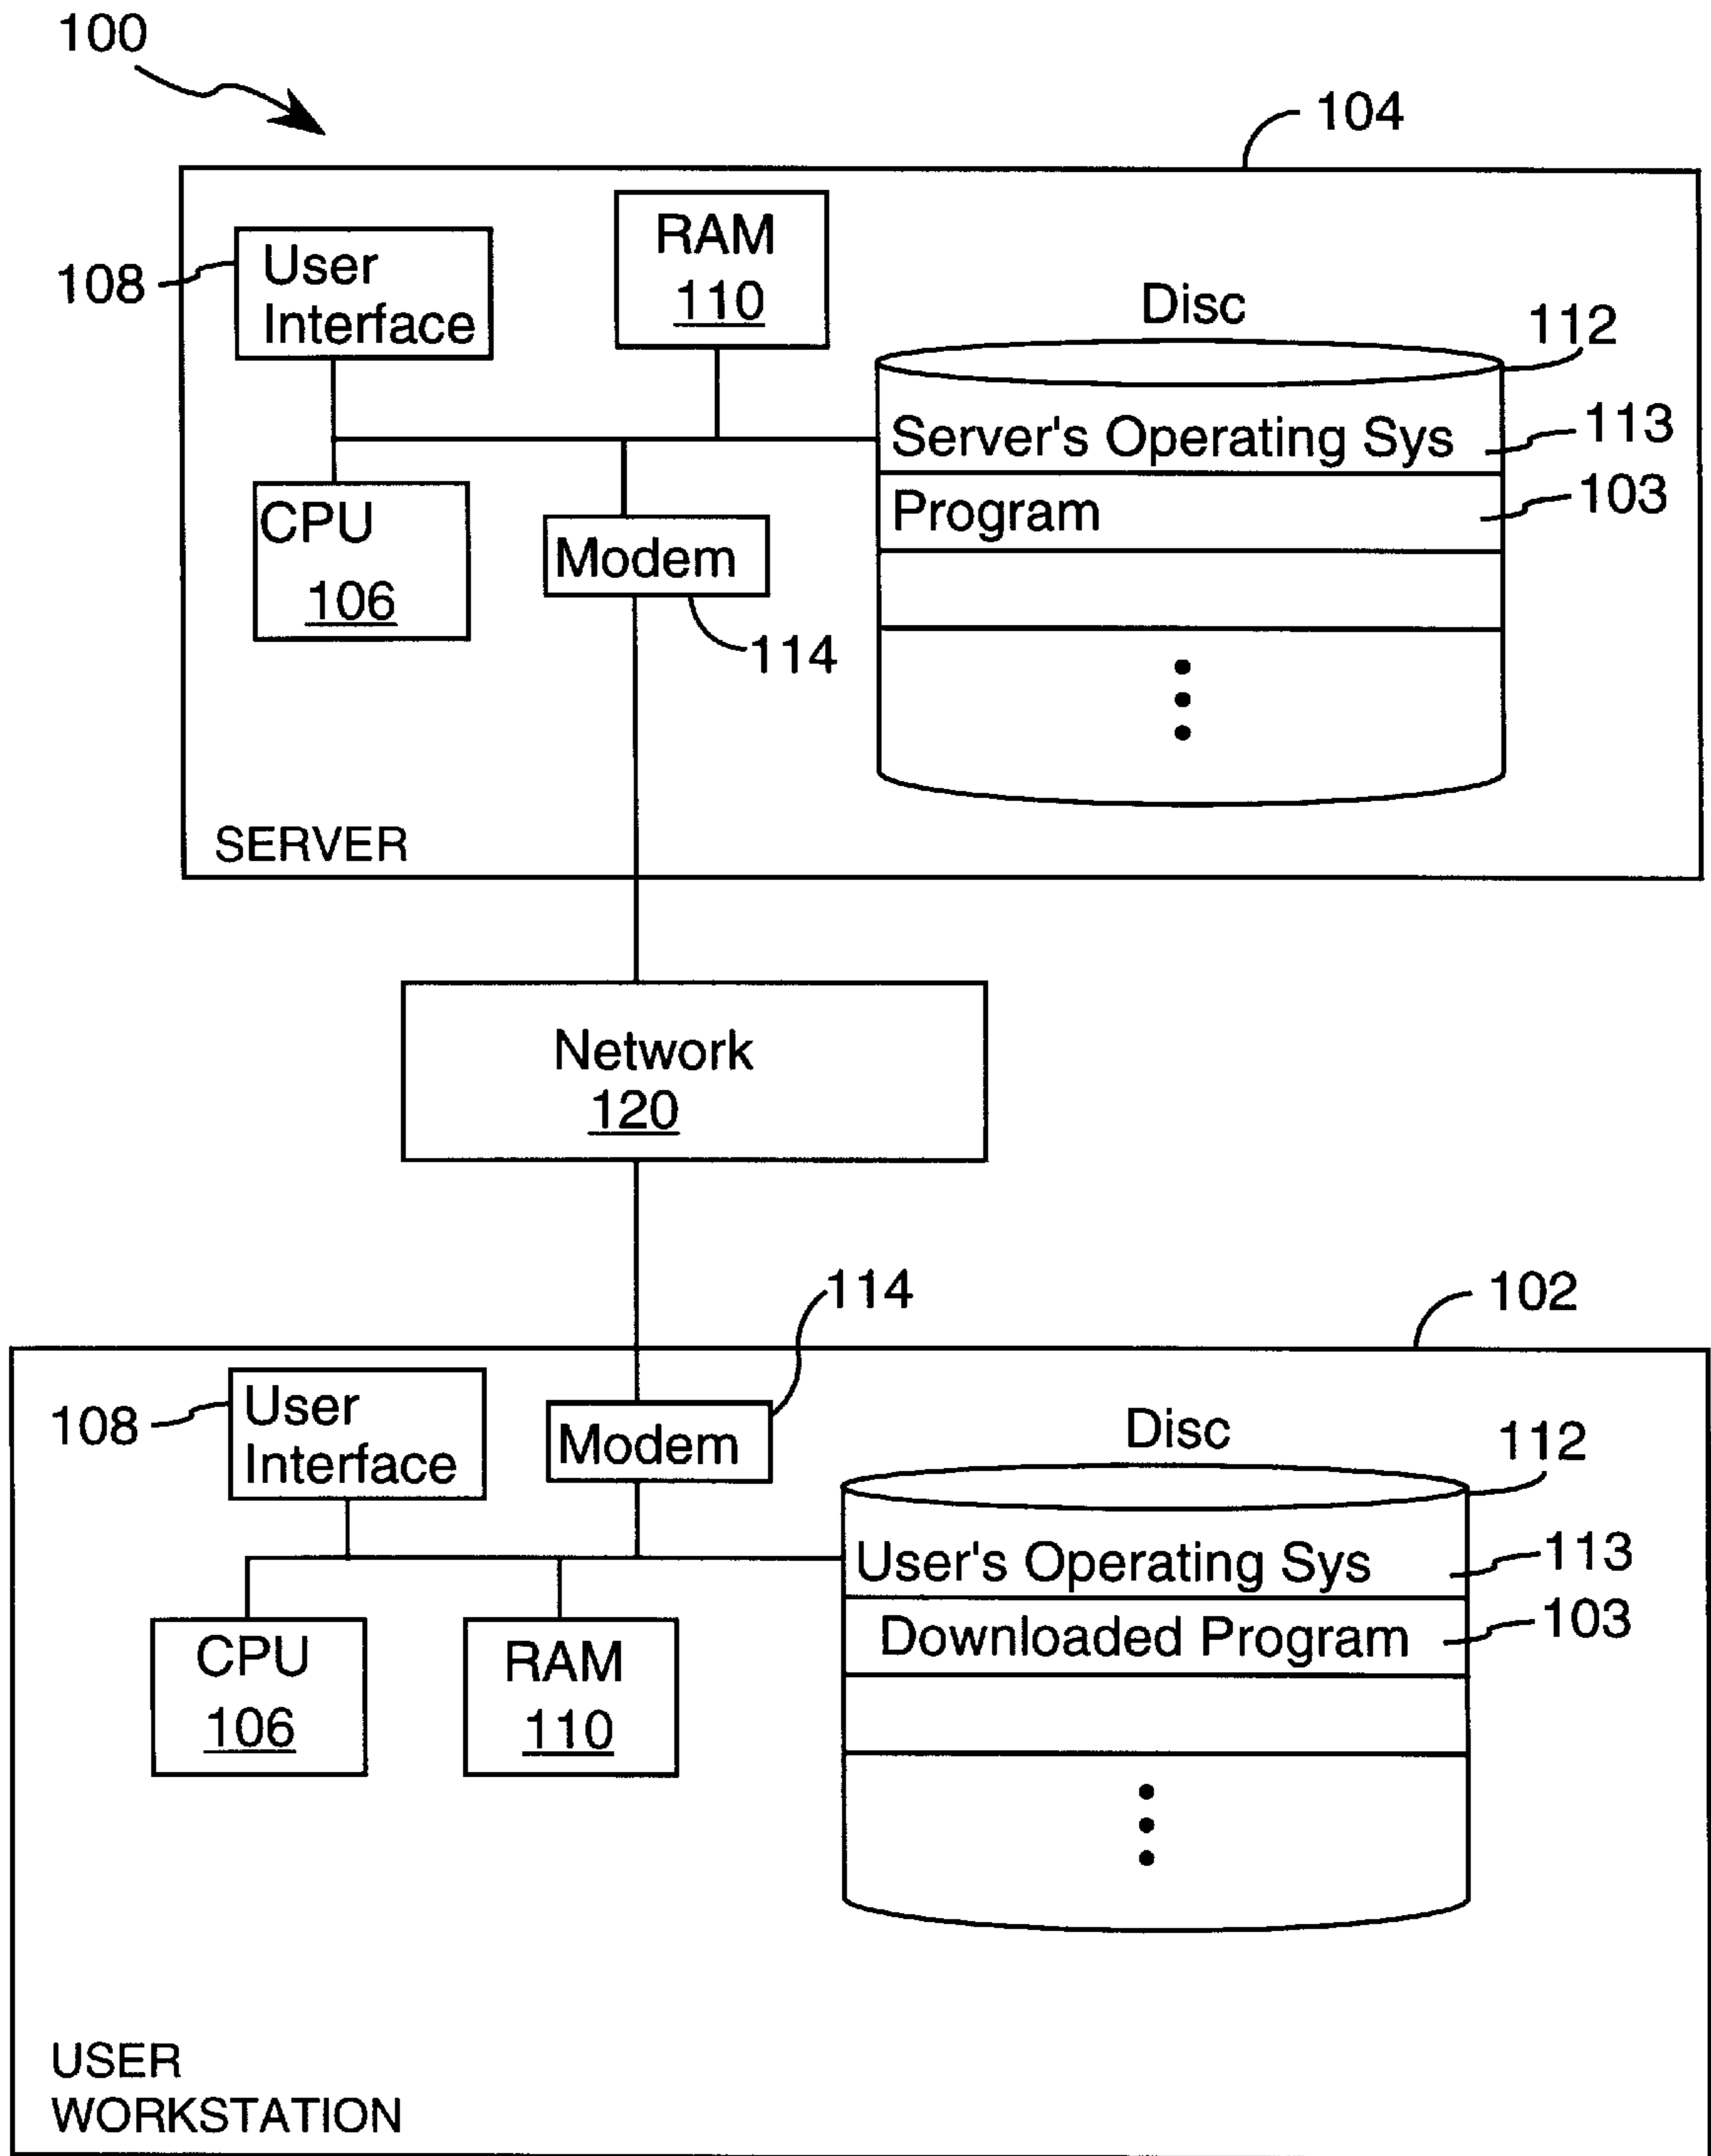 100
104
RAM
110
User
Interface
108
Disc
112
Server's Operating Sys
113
Program
103
CPU
106
Modem
114
SERVER
Network
120
114
102
User
Interface
108
Modem
Disc
112
User's Operating Sys
113
Downloaded Program
103
CPU
106
RAM
110
USER
WORKSTATION